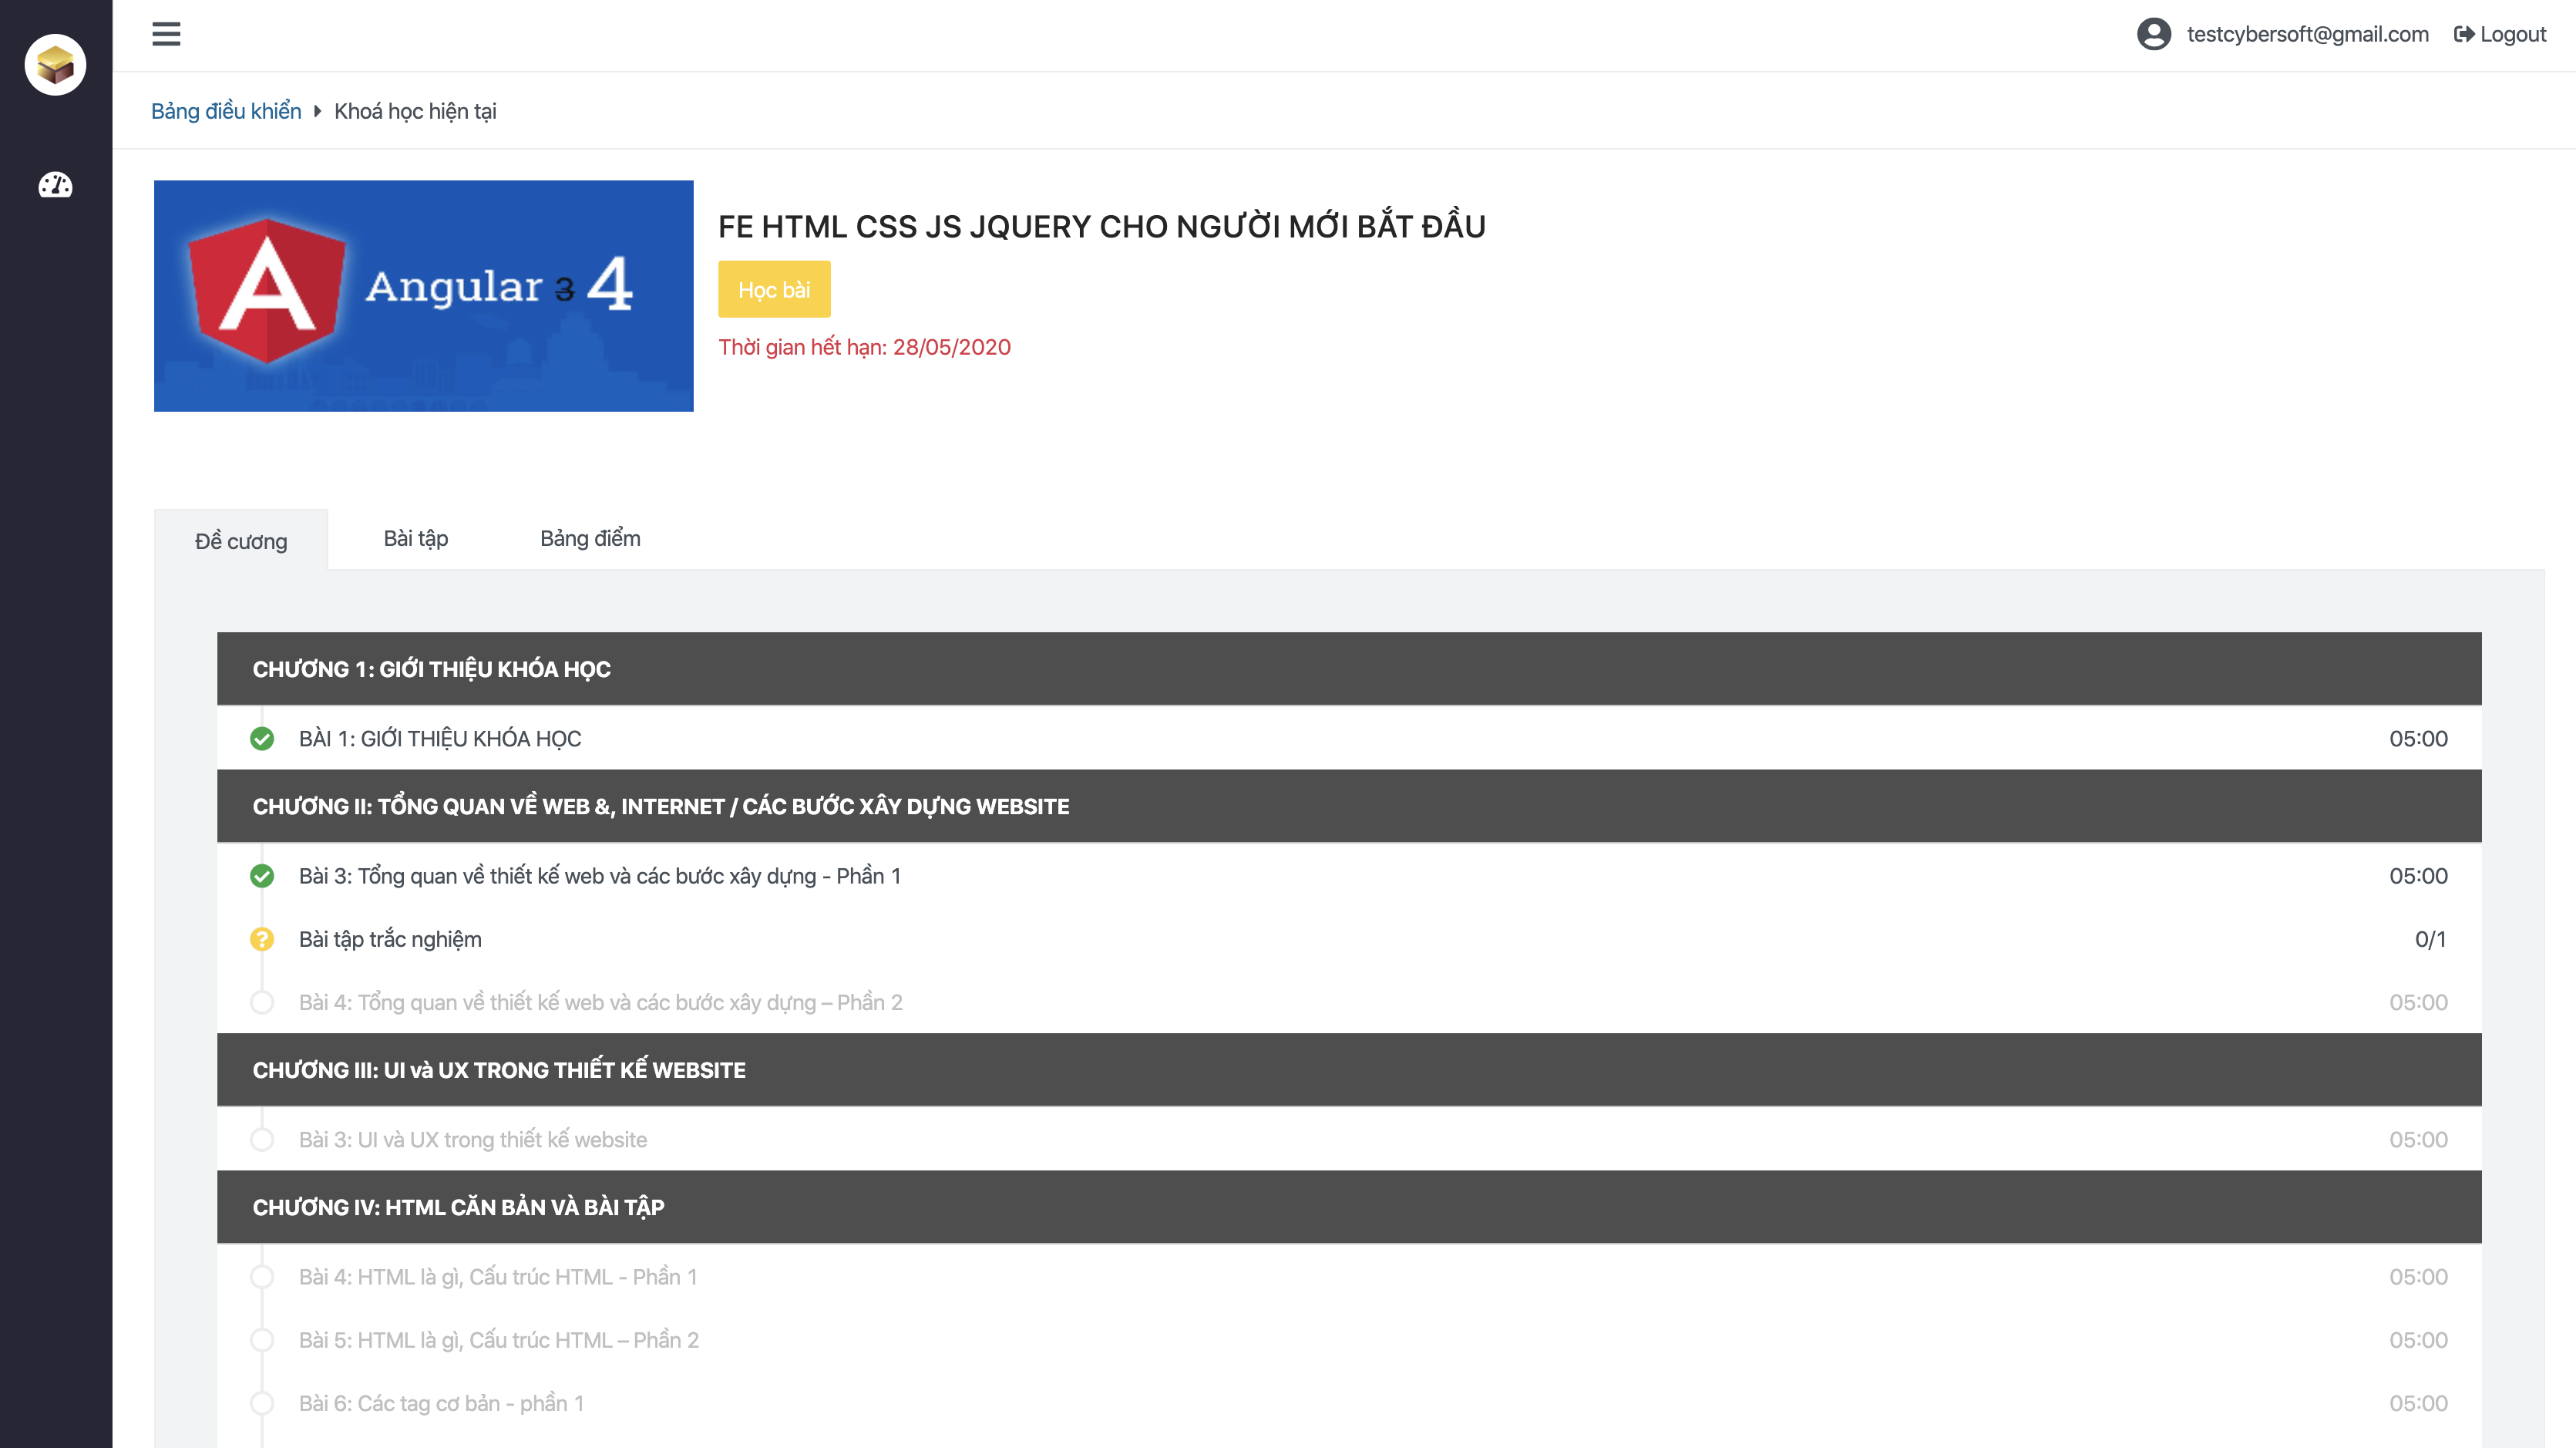 testcybersoft@gmail.com Logout
Bảng điều khiển Khoá học hiện tại
Angular 3 4
FE HTML CSS JS JQUERY CHO NGƯỜI MỚI BẮT ĐẦU
Học bài
Thời gian hết hạn: 28/05/2020
Đề cương Bài tập Bảng điểm
CHƯƠNG 1: GIỚI THIỆU KHÓA HỌC
BÀI 1: GIỚI THIỆU KHÓA HỌC 05:00
CHƯƠNG II: TỔNG QUAN VỀ WEB &, INTERNET / CÁC BƯỚC XÂY DỰNG WEBSITE
Bài 3: Tổng quan về thiết kế web và các bước xây dựng - Phần 1 05:00
Bài tập trắc nghiệm 0/1
Bài 4: Tổng quan về thiết kế web và các bước xây dựng – Phần 2 05:00
CHƯƠNG III: UI và UX TRONG THIẾT KẾ WEBSITE
Bài 3: UI và UX trong thiết kế website 05:00
CHƯƠNG IV: HTML CĂN BẢN VÀ BÀI TẬP
Bài 4: HTML là gì, Cấu trúc HTML - Phần 1 05:00
Bài 5: HTML là gì, Cấu trúc HTML – Phần 2 05:00
Bài 6: Các tag cơ bản - phần 1 05:00